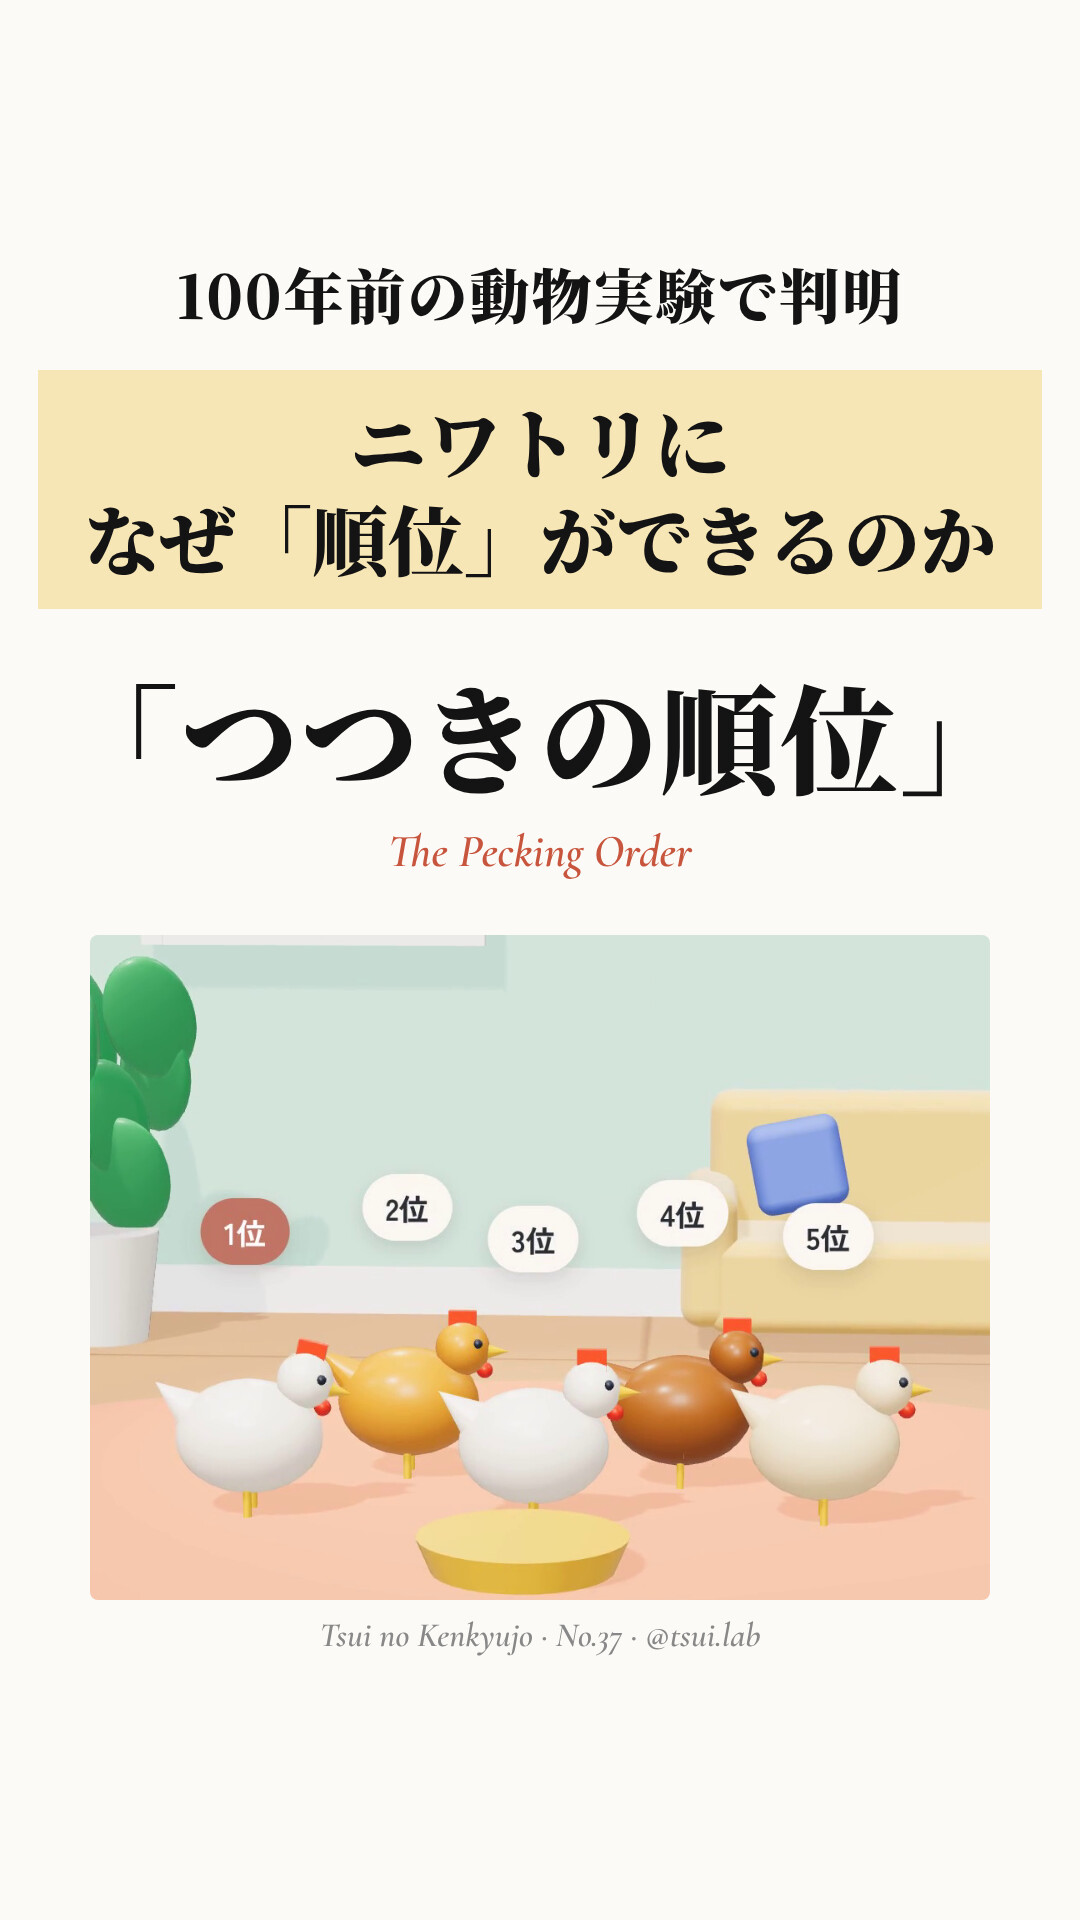 100年前の動物実験で判明
ニワトリに
なぜ「順位」ができるのか
「つつきの順位」
The Pecking Order
1位
2位
3位
4位
5位
Tsui no Kenkyujo · No.37 · @tsui.lab